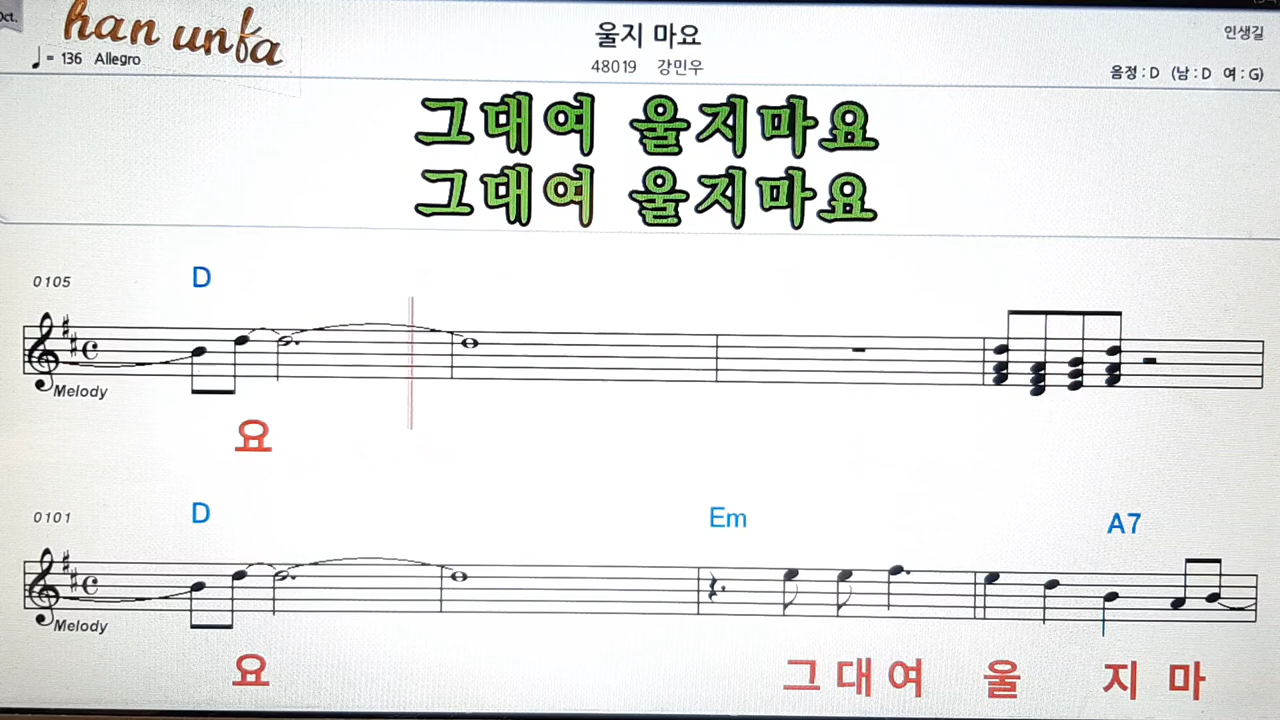 Oct.
han unfa
울지 마요
인생길
♩ = 136 Allegro
48019 강민우
음정 : D (남 : D 여 : G)
그대여 울지마요
그대여 울지마요
0105
D
Melody
요
0101
D
Em
A7
Melody
요
그 대 여 울 지 마